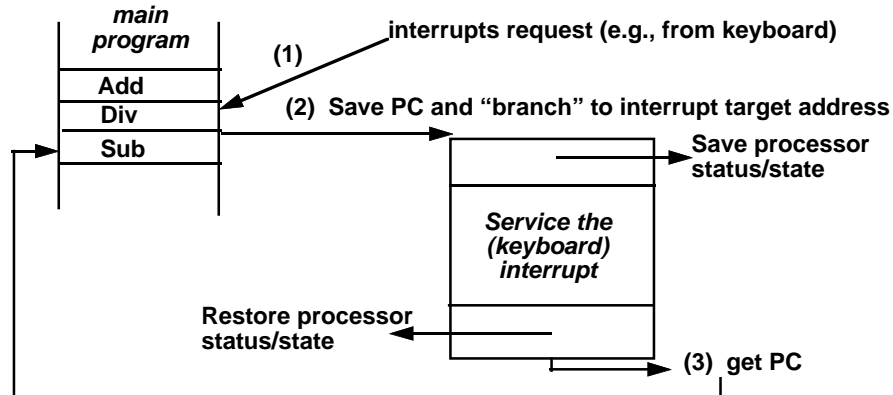 main
program
interrupts request (e.g., from keyboard)
(1)
Add
Div
Sub
(2) Save PC and “branch” to interrupt target address
Save processor
status/state
Service the
(keyboard)
interrupt
Restore processor
status/state
(3) get PC